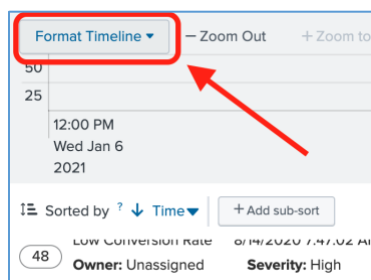 Format Timeline — Zoom Out + Zoom to
50
25
12:00 PM
Wed Jan 6
2021
Sorted by ? ↓ Time + Add sub-sort
Low Conversion Rate 8/14/2020 7:47:02 AM
48 Owner: Unassigned Severity: High